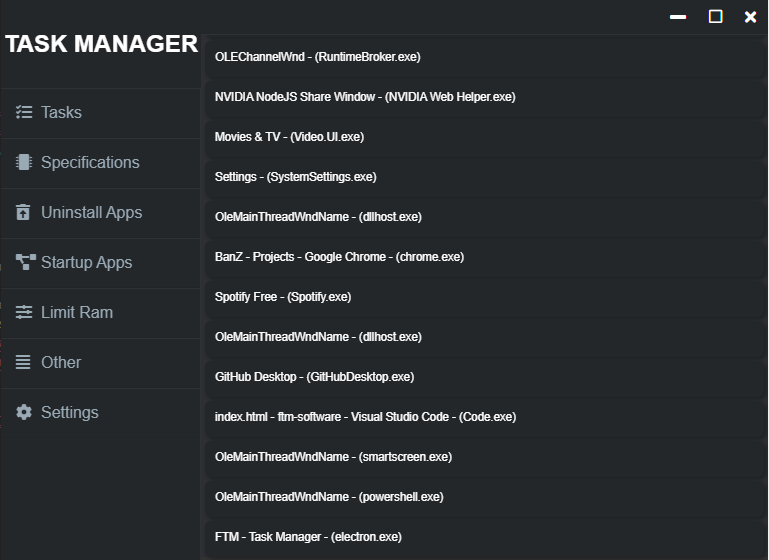 TASK MANAGER
Tasks
Specifications
Uninstall Apps
Startup Apps
Limit Ram
Other
Settings
OLEChannelWnd - (RuntimeBroker.exe)
NVIDIA NodeJS Share Window - (NVIDIA Web Helper.exe)
Movies & TV - (Video.UI.exe)
Settings - (SystemSettings.exe)
OleMainThreadWndName - (dllhost.exe)
BanZ - Projects - Google Chrome - (chrome.exe)
Spotify Free - (Spotify.exe)
OleMainThreadWndName - (dllhost.exe)
GitHub Desktop - (GitHubDesktop.exe)
index.html - ftm-software - Visual Studio Code - (Code.exe)
OleMainThreadWndName - (smartscreen.exe)
OleMainThreadWndName - (powershell.exe)
FTM - Task Manager - (electron.exe)